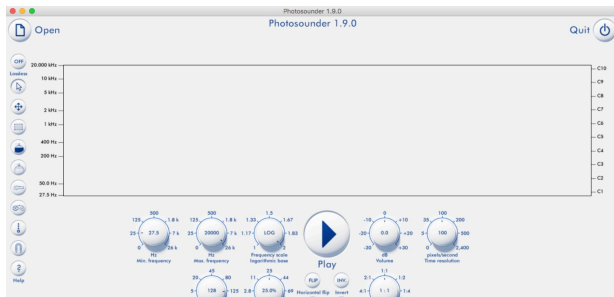 Photosounder 1.9.0
Photosounder 1.9.0
Open
Quit
OFF
Lossless
20.000 kHz
10 kHz
5 kHz
2 kHz
1 kHz
400 Hz
200 Hz
50.0 Hz
27.5 Hz
C10
C9
C8
C7
C6
C5
C4
C3
C2
C1
Help
500
125 1.8 k
25 27.5 7 k
0 26 k
Hz
Min. frequency
500
125 1.8 k
25 20000 7 k
0 26 k
Hz
Max. frequency
1.5
1.33 1.67
1.17 LOG 1.83
1 2
Frequency scale
logarithmic base
Play
0
-10 +10
-20 0.0 +20
-30 +30
dB
Volume
100
35 200
5 100 500
0 2,400
pixels/second
Time resolution
45
20 80
5 128 125
25
11 44
2.8 25.0% 69
FLIP
Horizontal flip
INV
Invert
1:1
2:1 1:2
4:1 1:1 1:4